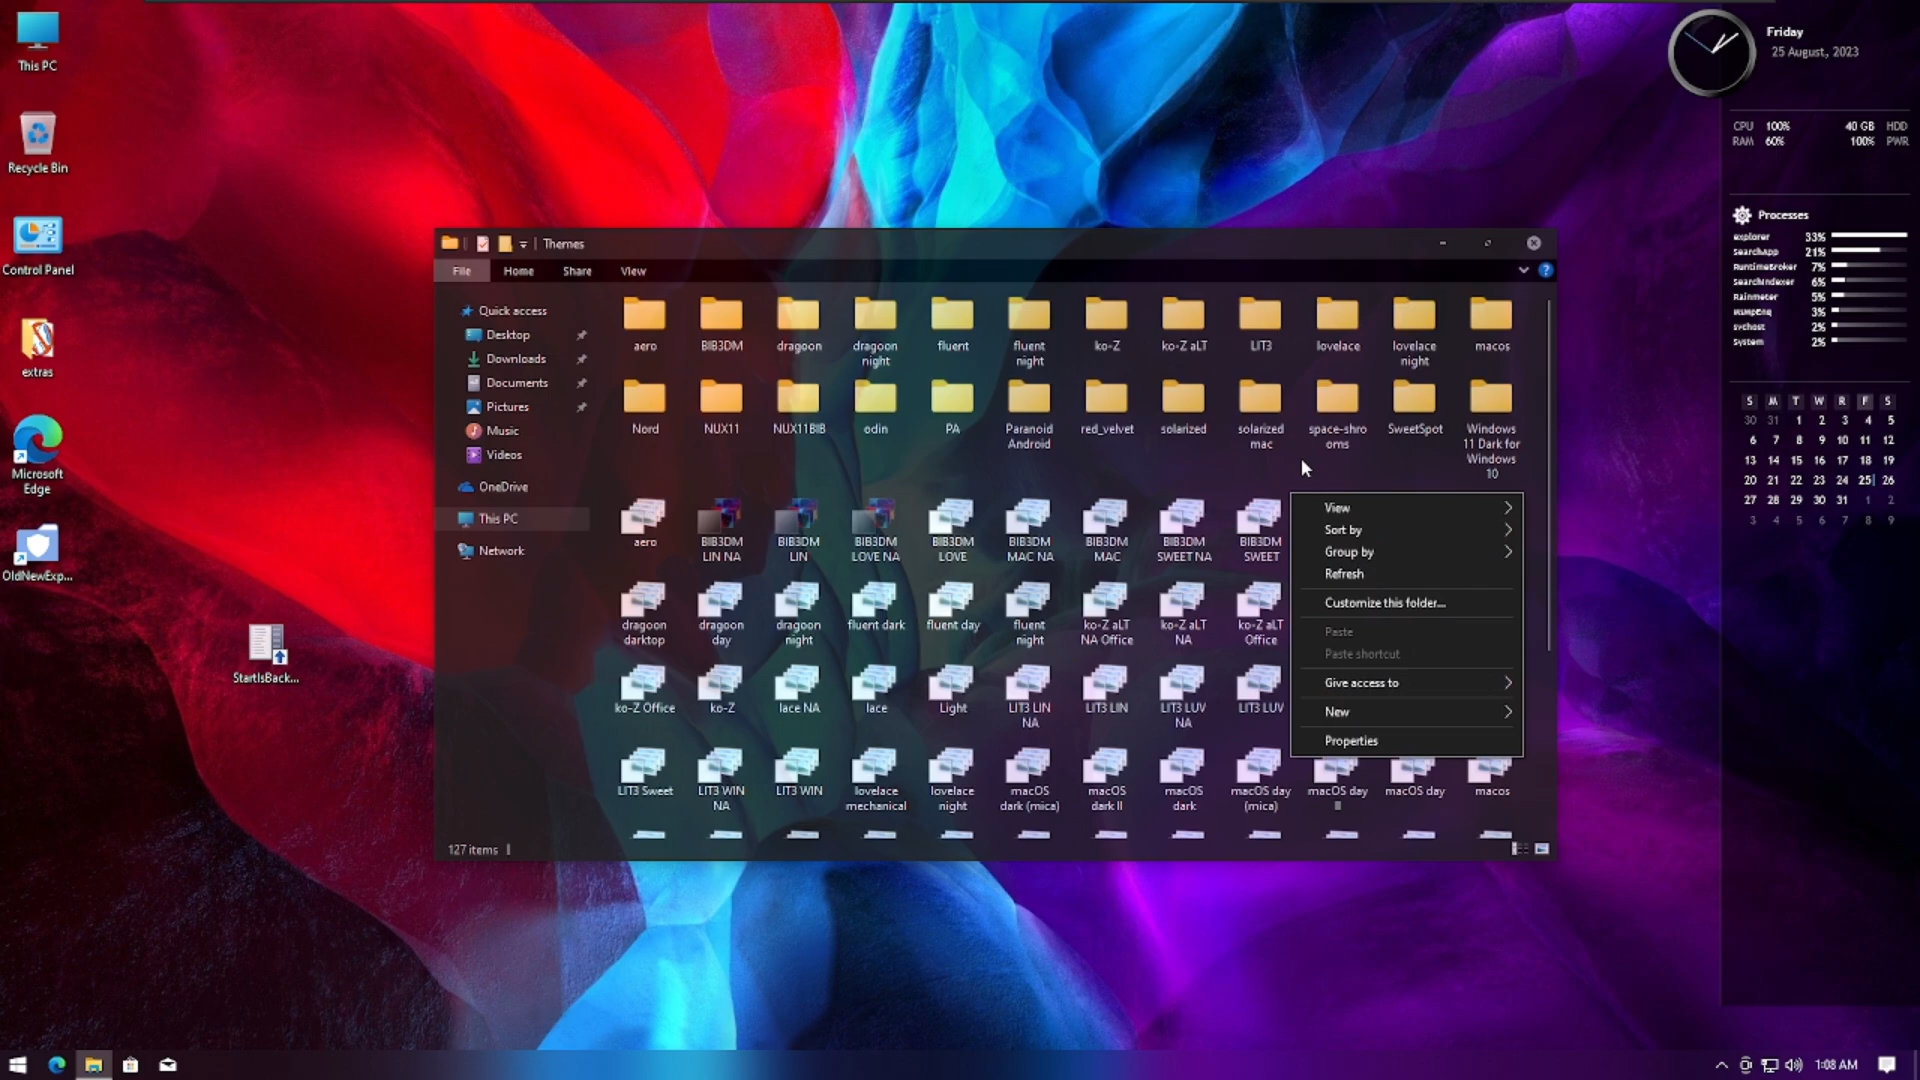 This PC
Recycle Bin
Control Panel
extras
Microsoft
Edge
OldNewExp...
StartIsBack...
Themes
File Home Share View
Quick access
Desktop
Downloads
Documents
Pictures
Music
Videos
OneDrive
This PC
Network
aero
BIB3DM
dragoon
dragoon
night
fluent
fluent
night
ko-Z
ko-Z aLT
LIT3
lovelace
lovelace
night
macos
Nord
NUX11
NUX11BIB
odin
PA
Paranoid
Android
red_velvet
solarized
solarized
mac
space-shro
oms
SweetSpot
Windows
11 Dark for
Windows
10
aero
BIB3DM
LIN NA
BIB3DM
LIN
BIB3DM
LOVE NA
BIB3DM
LOVE
BIB3DM
MAC NA
BIB3DM
MAC
BIB3DM
SWEET NA
BIB3DM
SWEET
dragoon
darktop
dragoon
day
dragoon
night
fluent dark
fluent day
fluent
night
ko-Z aLT
NA Office
ko-Z aLT
NA
ko-Z aLT
Office
ko-Z Office
ko-Z
lace NA
lace
Light
LIT3 LIN
NA
LIT3 LIN
LIT3 LUV
NA
LIT3 LUV
LIT3 Sweet
LIT3 WIN
NA
LIT3 WIN
lovelace
mechanical
lovelace
night
macOS
dark (mica)
macOS
dark II
macOS
dark
macOS day
(mica)
macOS day
II
macOS day
macos
View
Sort by
Group by
Refresh
Customize this folder...
Paste
Paste shortcut
Give access to
New
Properties
127 items
Friday
25 August, 2023
CPU 100% 40 GB HDD
RAM 60% 100% PWR
Processes
explorer 33%
SearchApp 21%
RuntimeBroker 7%
SearchIndexer 6%
Rainmeter 5%
MsMpEng 3%
svchost 2%
System 2%
S M T W R F S
30 31 1 2 3 4 5
6 7 8 9 10 11 12
13 14 15 16 17 18 19
20 21 22 23 24 25 26
27 28 29 30 31 1 2
3 4 5 6 7 8 9
1:08 AM